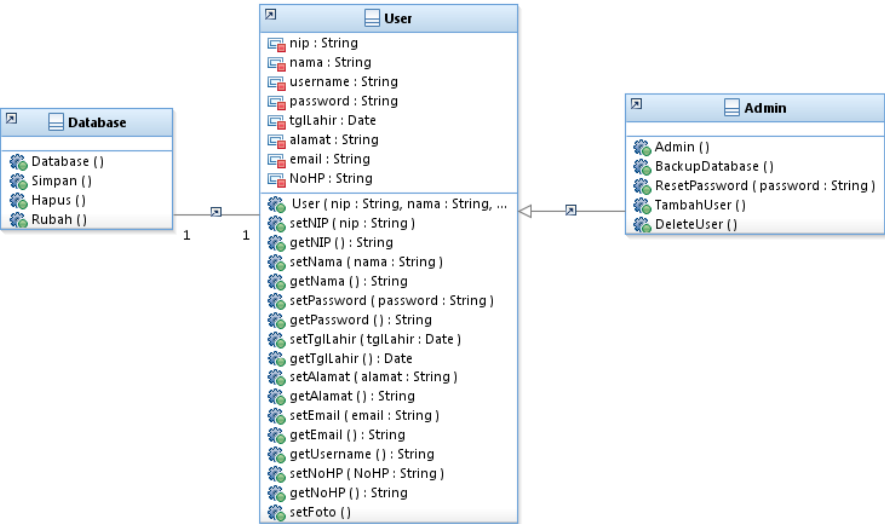 Database
Database ()
Simpan ()
Hapus ()
Rubah ()
1
1
User
nip : String
nama : String
username : String
password : String
tglLahir : Date
alamat : String
email : String
NoHP : String
User ( nip : String, nama : String, ...
setNIP ( nip : String )
getNIP () : String
setNama ( nama : String )
getNama () : String
setPassword ( password : String )
getPassword () : String
setTglLahir ( tglLahir : Date )
getTglLahir () : Date
setAlamat ( alamat : String )
getAlamat () : String
setEmail ( email : String )
getEmail () : String
getUsername () : String
setNoHP ( NoHP : String )
getNoHP () : String
setFoto ()
Admin
Admin ()
BackupDatabase ()
ResetPassword ( password : String )
TambahUser ()
DeleteUser ()